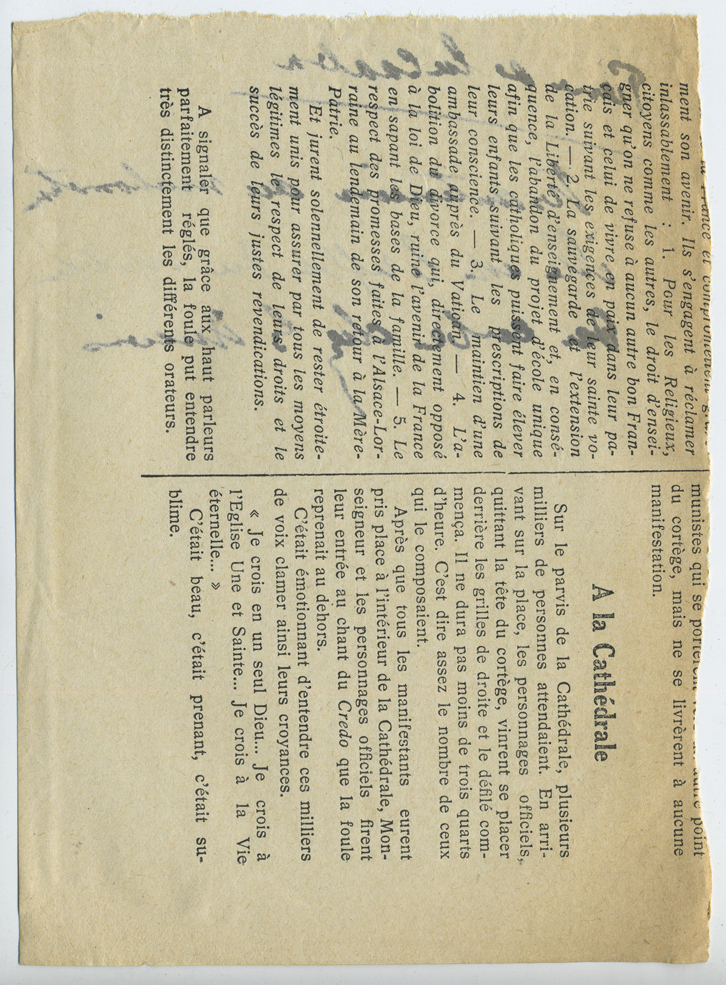 la France et compromettent
ment son avenir. Ils s'engagent à réclamer
inlassablement : 1. Pour les Religieux,
citoyens comme les autres, le droit d'ensei-
gner qu'on ne refuse à aucun autre bon Fran-
çais et celui de vivre en paix dans leur pa-
trie suivant les exigences de leur sainte vo-
cation. — 2. La sauvegarde et l'extension
de la Liberté d'enseignement et, en consé-
quence, l'abandon du projet d'école unique
afin que les catholiques puissent faire élever
leurs enfants suivant les prescriptions de
leur conscience. — 3. Le maintien d'une
ambassade auprès du Vatican. — 4. L'a-
bolition du divorce qui, directement opposé
à la loi de Dieu, ruine l'avenir de la France
en sapant les bases de la famille. — 5. Le
respect des promesses faites à l'Alsace-Lor-
raine au lendemain de son retour à la Mère-
Patrie.
Et jurent solennellement de rester étroite-
ment unis pour assurer par tous les moyens
légitimes le respect de leurs droits et le
succès de leurs justes revendications.
A signaler que grâce aux haut parleurs
parfaitement réglés, la foule put entendre
très distinctement les différents orateurs.
munistes qui se portèrent autre point
du cortège, mais ne se livrèrent à aucune
manifestation.
A la Cathédrale
Sur le parvis de la Cathédrale, plusieurs
milliers de personnes attendaient. En arri-
vant sur la place, les personnages officiels,
quittant la tête du cortège, vinrent se placer
derrière les grilles de droite et le défilé com-
mença. Il ne dura pas moins de trois quarts
d'heure. C'est dire assez le nombre de ceux
qui le composaient.
Après que tous les manifestants eurent
pris place à l'intérieur de la Cathédrale, Mon-
seigneur et les personnages officiels firent
leur entrée au chant du Credo que la foule
reprenait au dehors.
C'était émotionnant d'entendre ces milliers
de voix clamer ainsi leurs croyances.
« Je crois en un seul Dieu... Je crois à
l'Eglise Une et Sainte... Je crois à la Vie
éternelle... »
C'était beau, c'était prenant, c'était su-
blime.